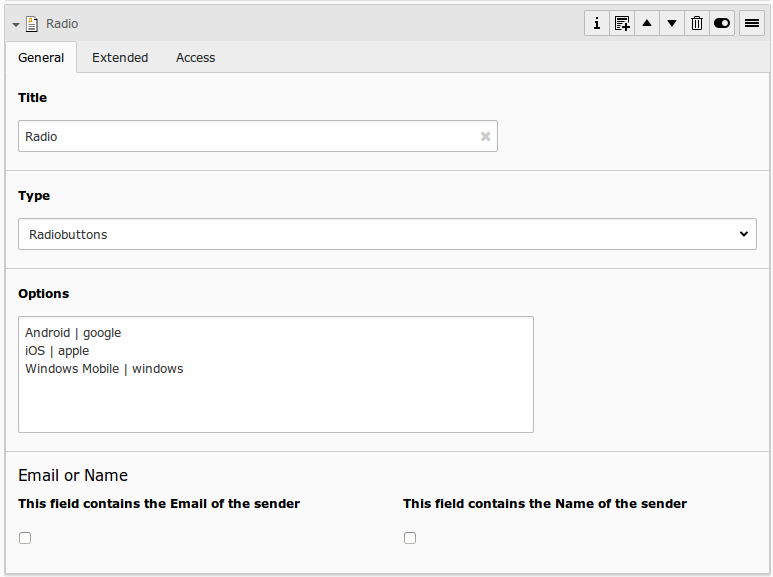 Radio
General Extended Access
Title
Radio
Type
Radiobuttons
Options
Android | google
iOS | apple
Windows Mobile | windows
Email or Name
This field contains the Email of the sender This field contains the Name of the sender